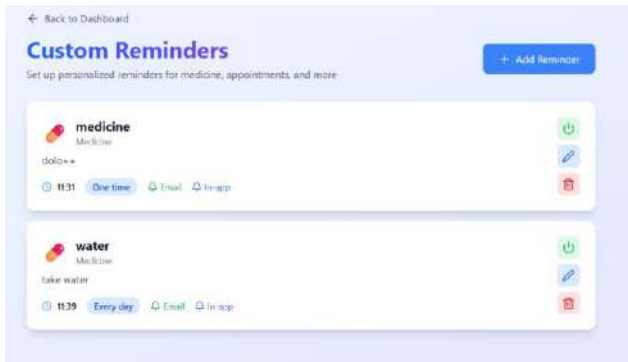 ← Back to Dashboard
Custom Reminders
Set up personalized reminders for medicine, appointments, and more
+ Add Reminder
medicine
Medicine
dolo++
11:31 One time Email In-app
water
Medicine
take water
11:39 Every day Email In-app